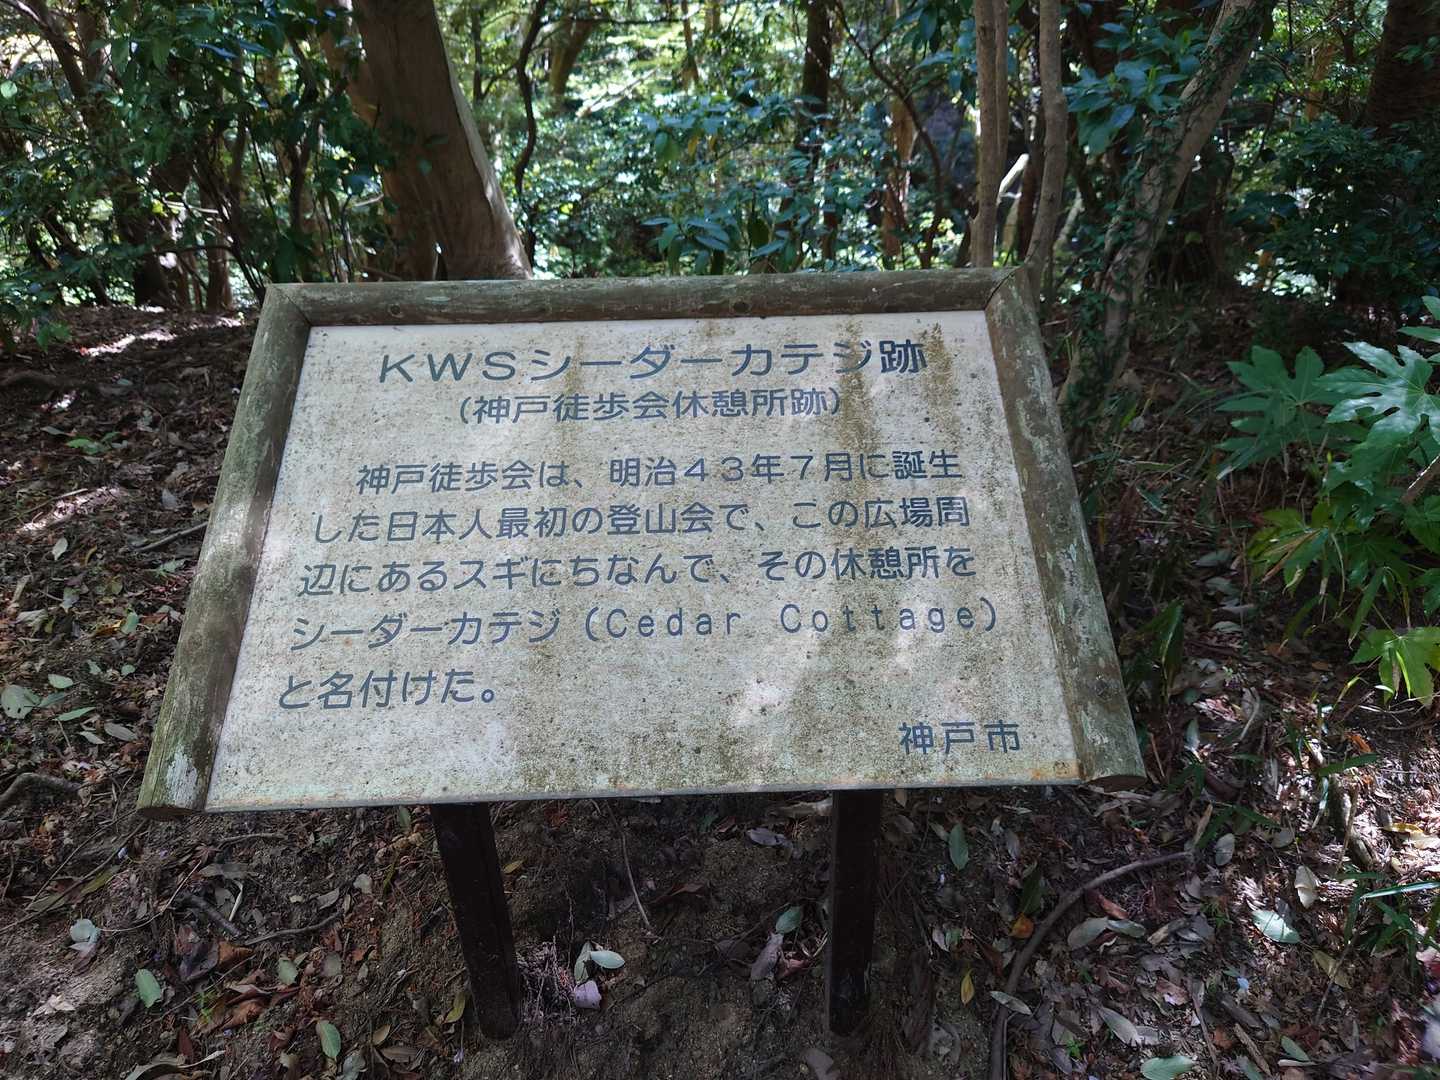 KWSシーダーカテジ跡
(神戸徒歩会休憩所跡)
神戸徒歩会は、明治43年7月に誕生
した日本人最初の登山会で、この広場周
辺にあるスギにちなんで、その休憩所を
シーダーカテジ(Cedar Cottage)
と名付けた。
神戸市